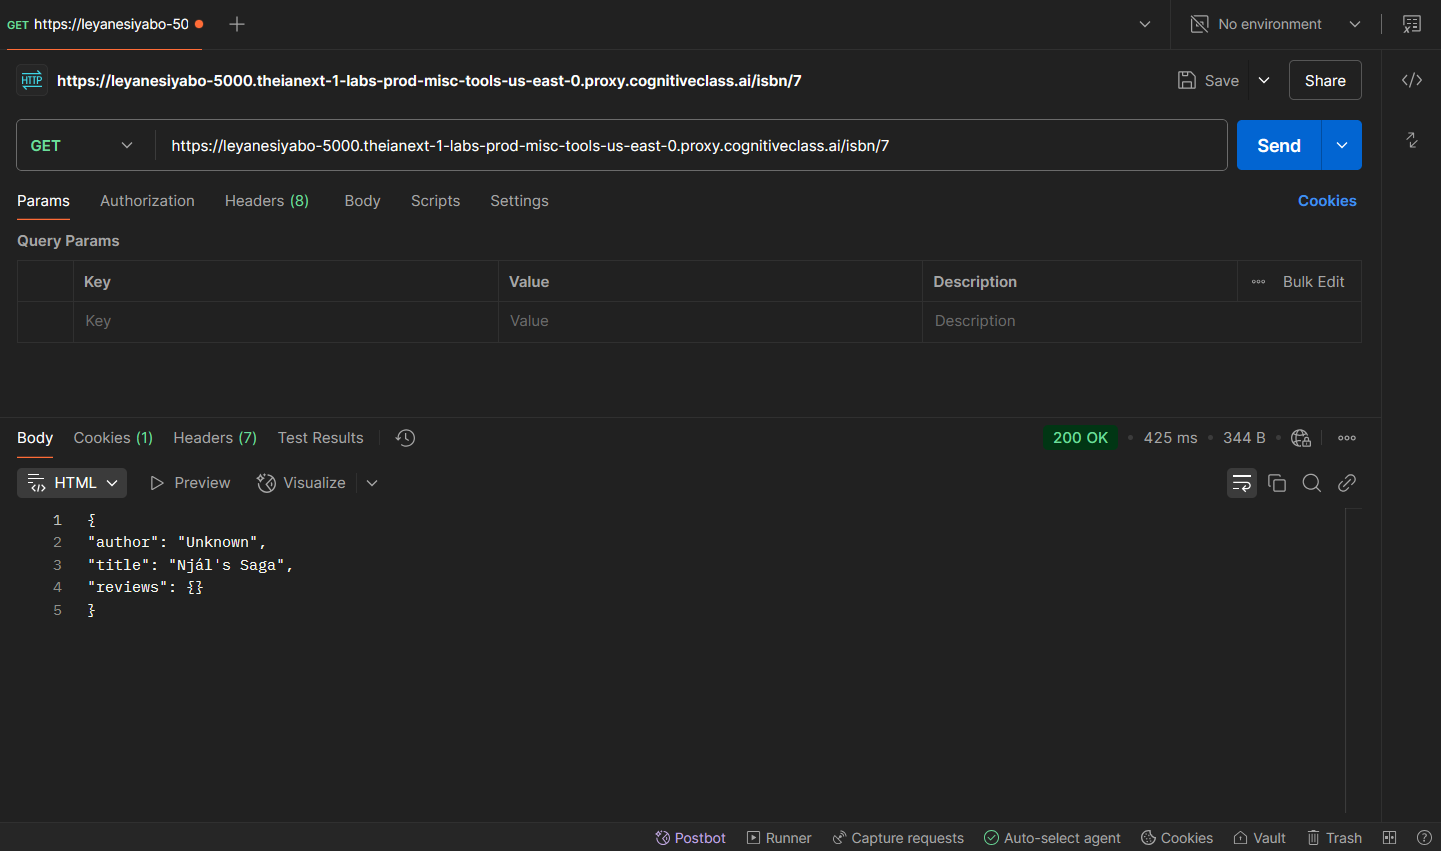 GET https://leyanesiyabo-50
No environment
HTTP https://leyanesiyabo-5000.theianext-1-labs-prod-misc-tools-us-east-0.proxy.cognitiveclass.ai/isbn/7
Save
Share
GET https://leyanesiyabo-5000.theianext-1-labs-prod-misc-tools-us-east-0.proxy.cognitiveclass.ai/isbn/7
Send
Params Authorization Headers (8) Body Scripts Settings Cookies
Query Params
Key Value Description Bulk Edit
Key Value Description
Body Cookies (1) Headers (7) Test Results 200 OK • 425 ms • 344 B •
HTML Preview Visualize
1 {
2 "author": "Unknown",
3 "title": "Njál's Saga",
4 "reviews": {}
5 }
Postbot Runner Capture requests Auto-select agent Cookies Vault Trash